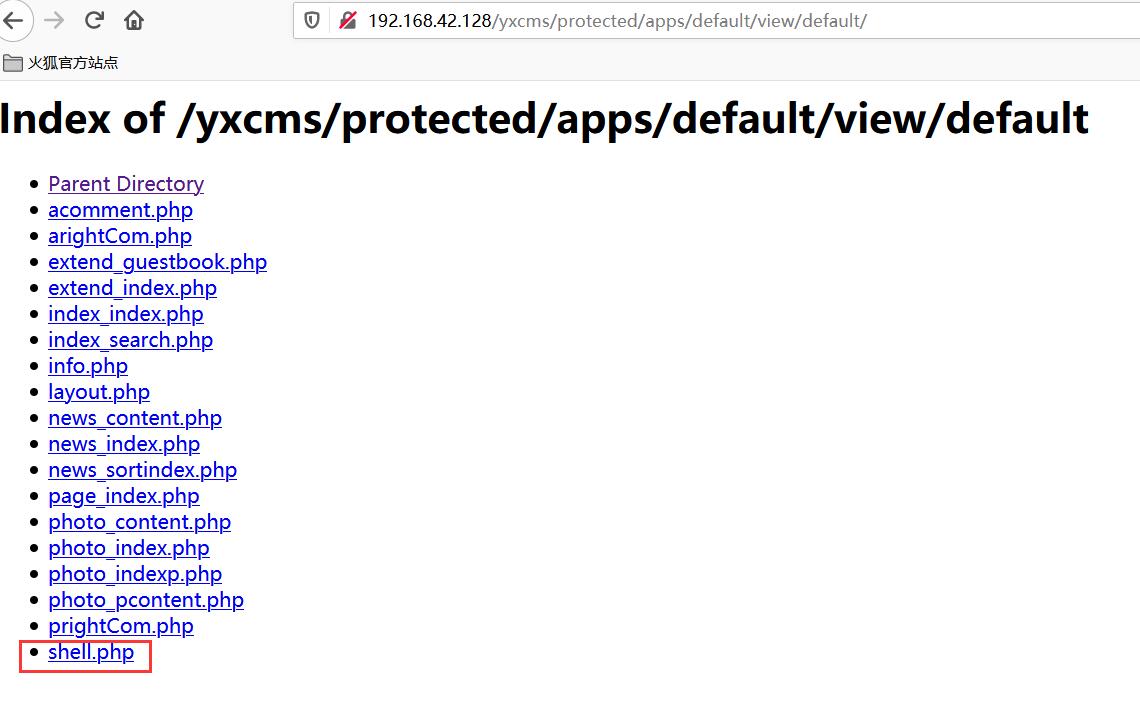 192.168.42.128/yxcms/protected/apps/default/view/default/
火狐官方站点
Index of /yxcms/protected/apps/default/view/default
Parent Directory
acomment.php
arightCom.php
extend_guestbook.php
extend_index.php
index_index.php
index_search.php
info.php
layout.php
news_content.php
news_index.php
news_sortindex.php
page_index.php
photo_content.php
photo_index.php
photo_indexp.php
photo_pcontent.php
prightCom.php
shell.php